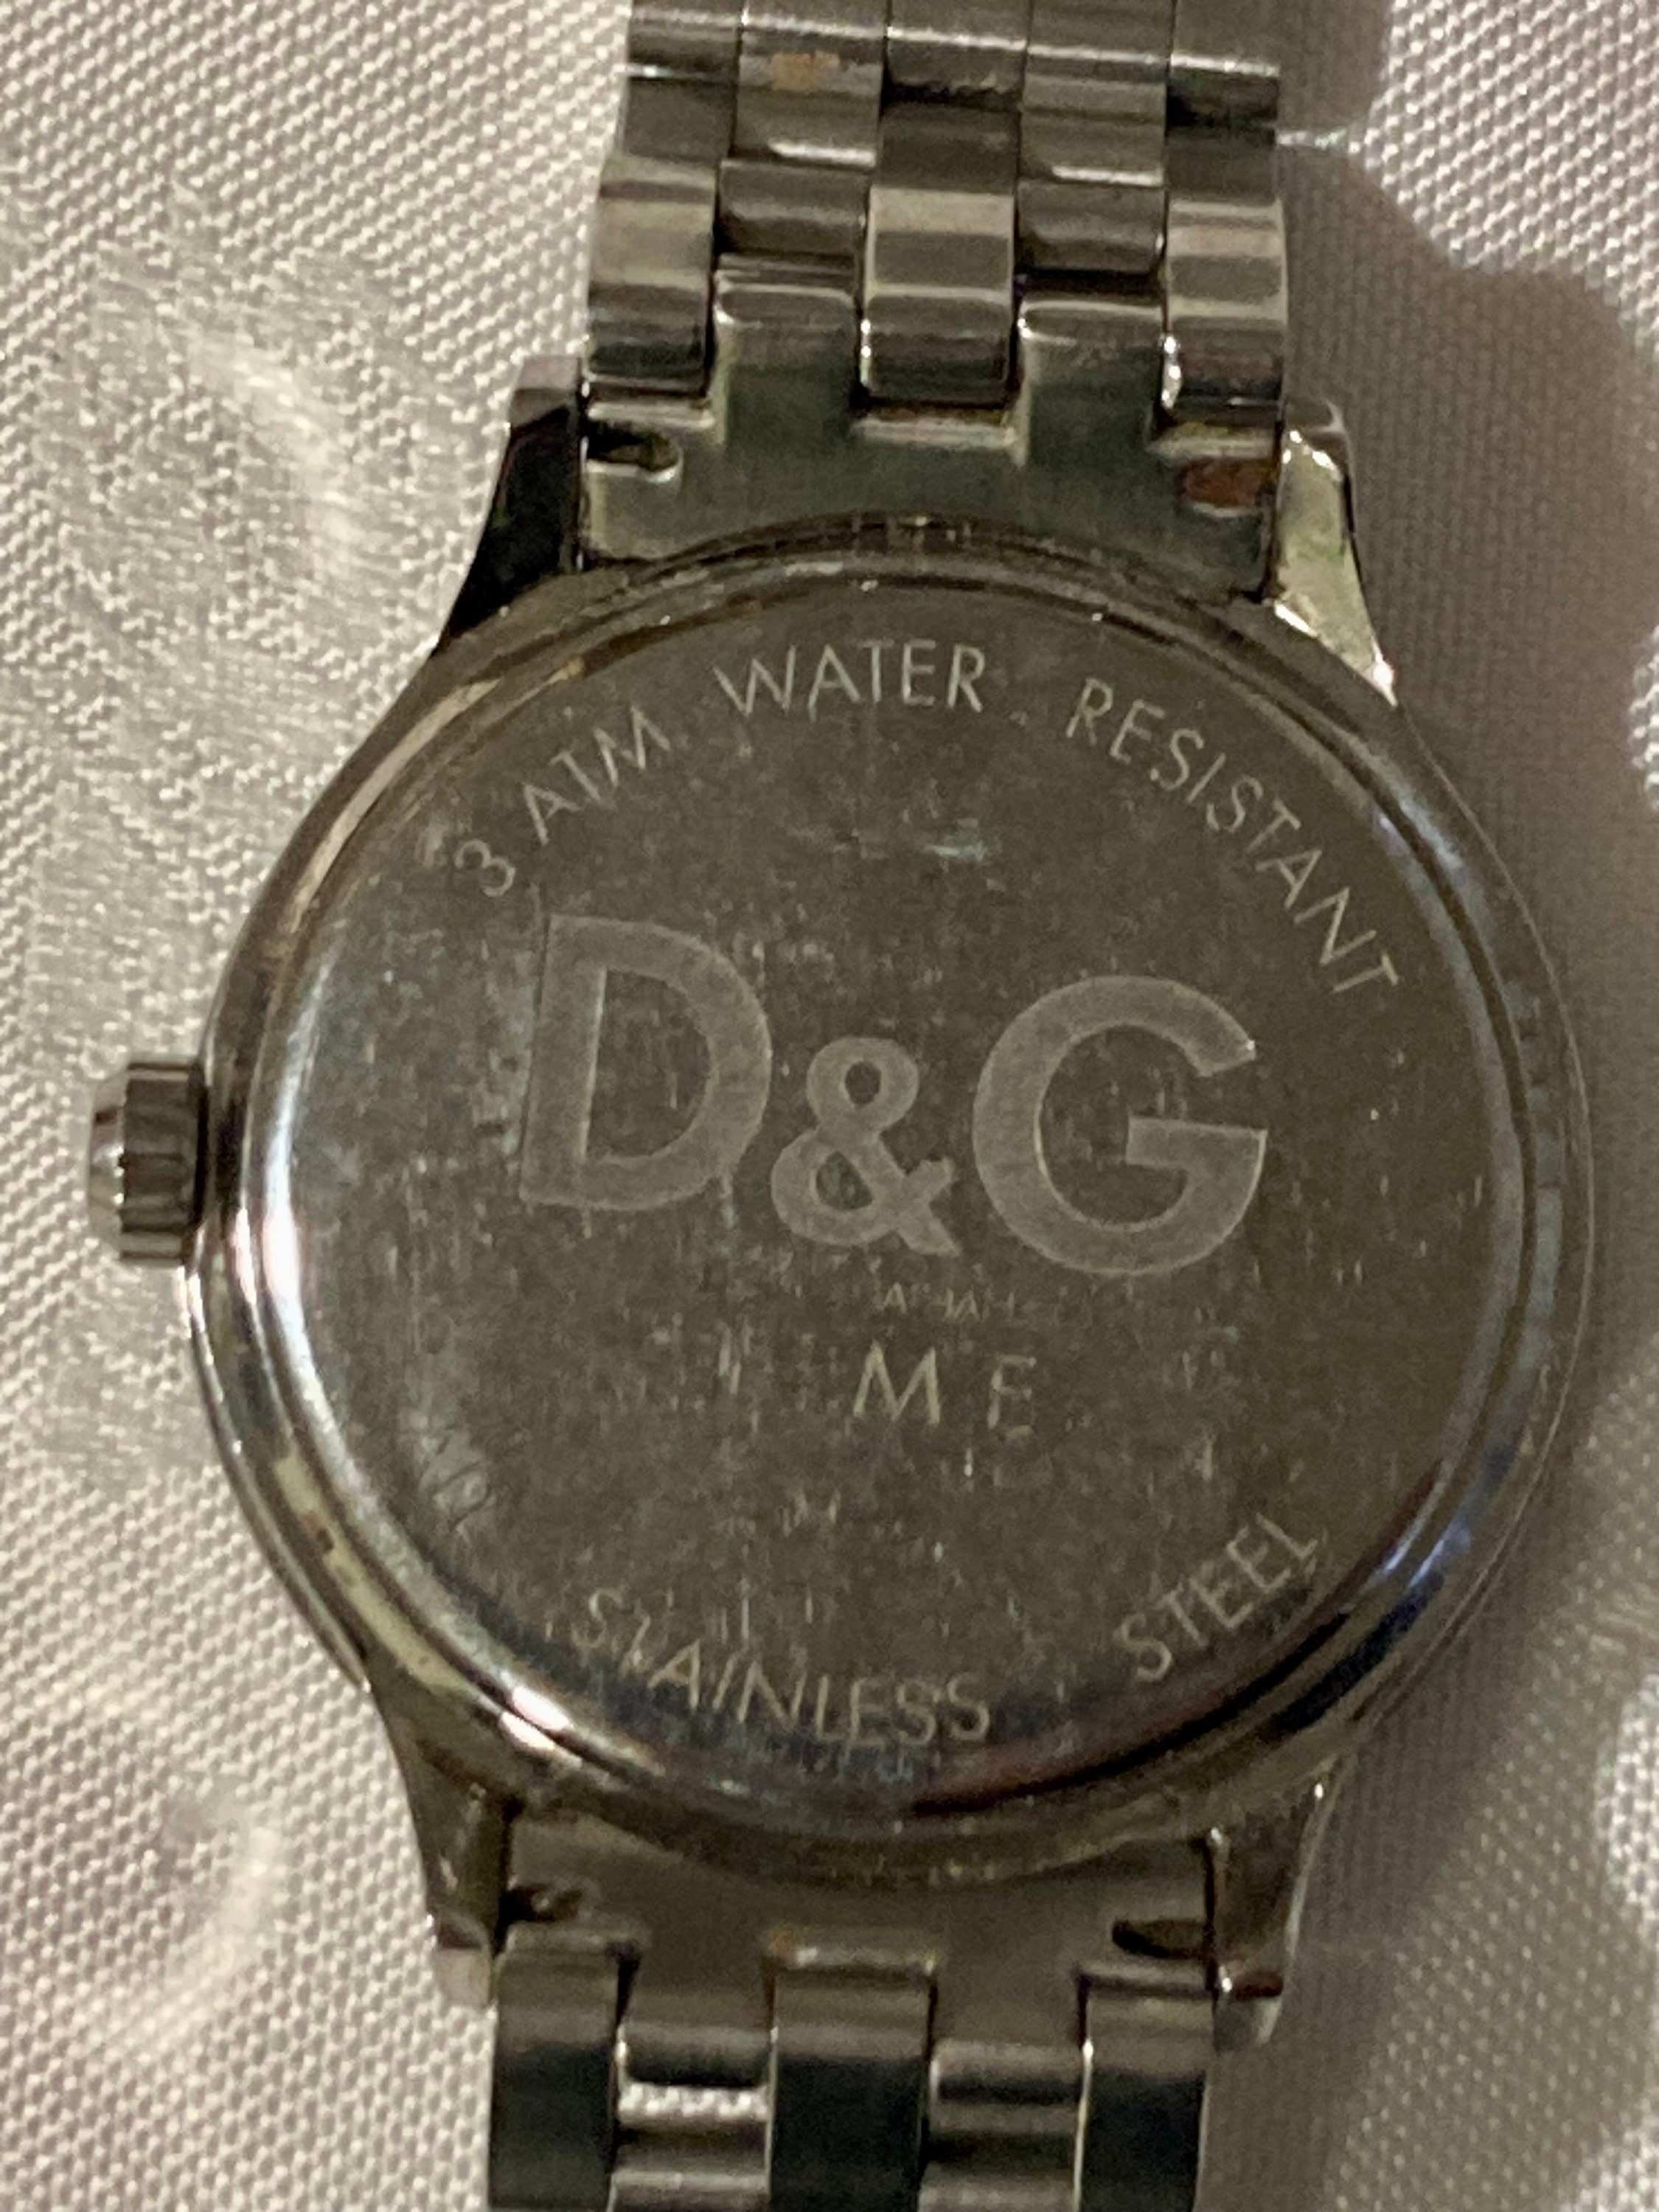 3 ATM WATER RESISTANT
D&G
M E
STAINLESS STEEL